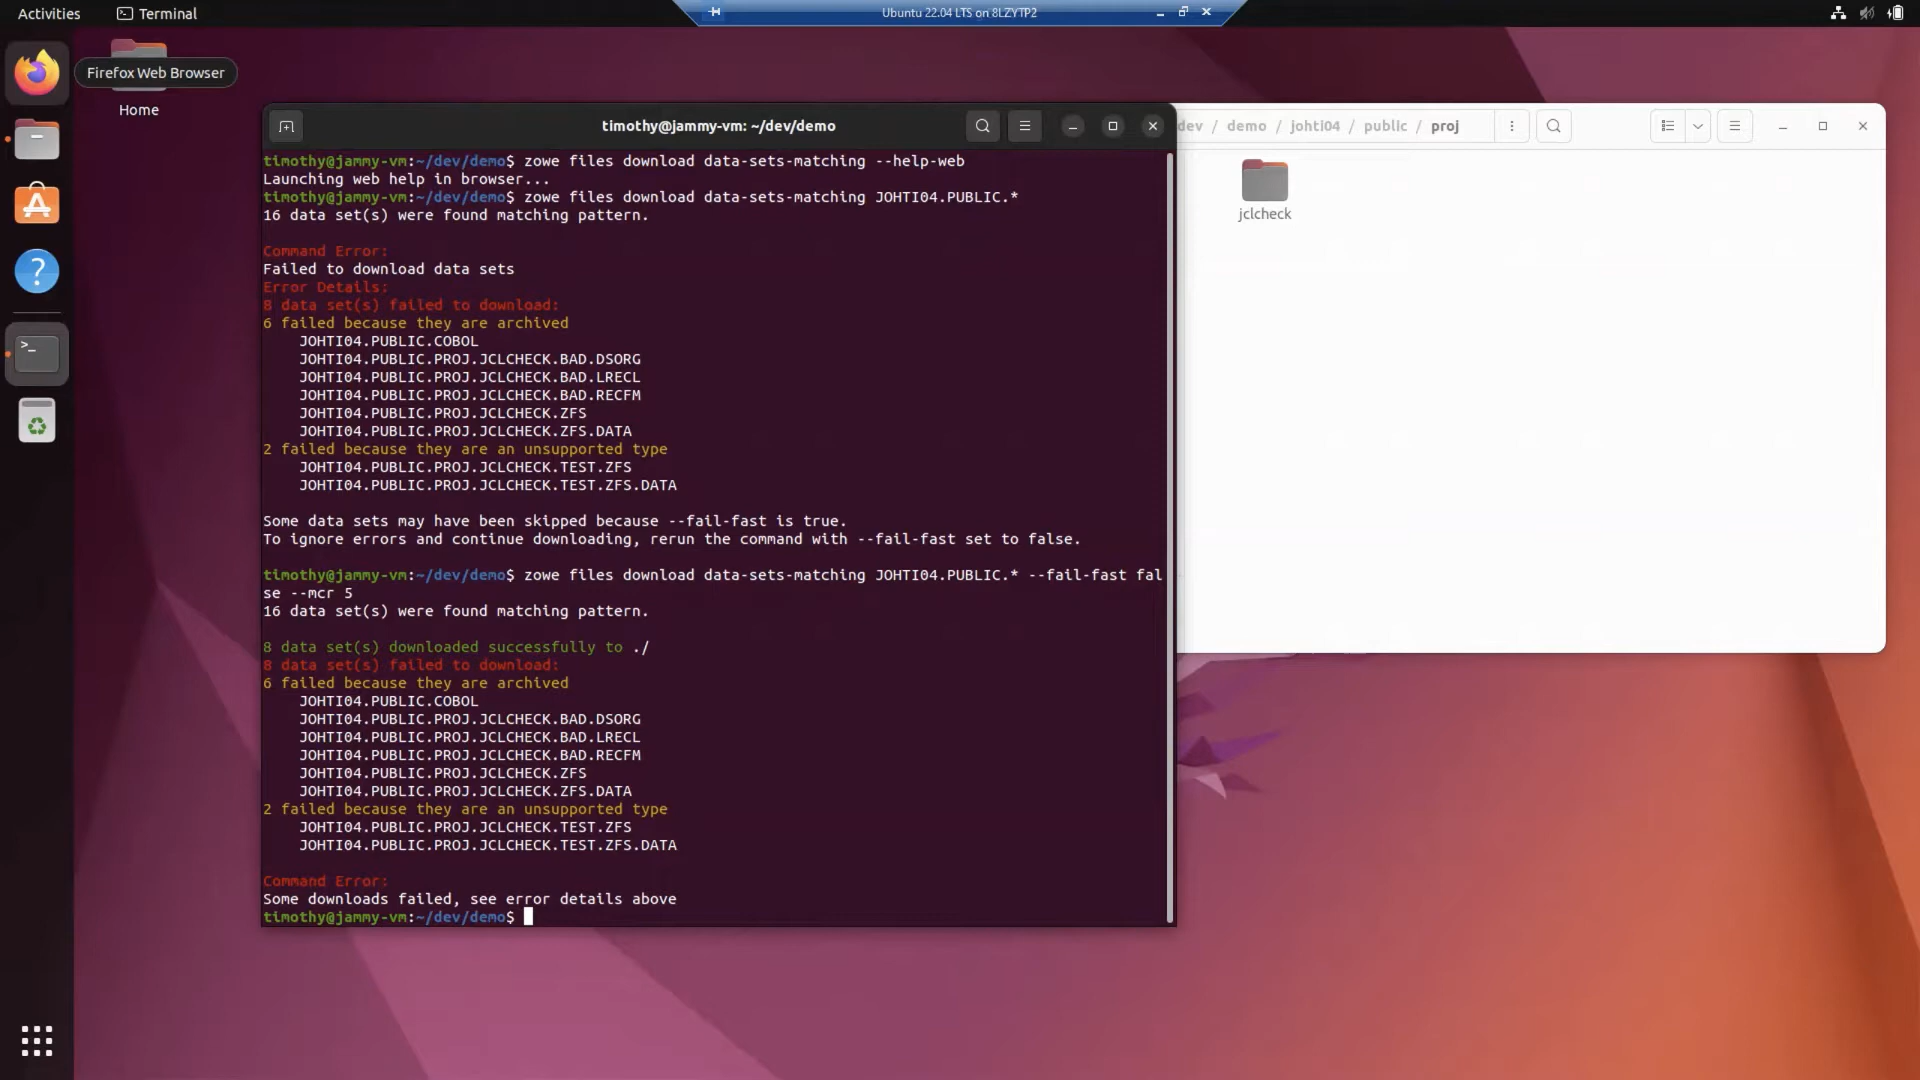 Activities
Terminal
Ubuntu 22.04 LTS on 8LZYTP2
Firefox Web Browser
Home
timothy@jammy-vm: ~/dev/demo
dev / demo / johti04 / public / proj
jclcheck
timothy@jammy-vm:~/dev/demo$ zowe files download data-sets-matching --help-web
Launching web help in browser...
timothy@jammy-vm:~/dev/demo$ zowe files download data-sets-matching JOHTI04.PUBLIC.*
16 data set(s) were found matching pattern.
Command Error:
Failed to download data sets
Error Details:
8 data set(s) failed to download:
6 failed because they are archived
JOHTI04.PUBLIC.COBOL
JOHTI04.PUBLIC.PROJ.JCLCHECK.BAD.DSORG
JOHTI04.PUBLIC.PROJ.JCLCHECK.BAD.LRECL
JOHTI04.PUBLIC.PROJ.JCLCHECK.BAD.RECFM
JOHTI04.PUBLIC.PROJ.JCLCHECK.ZFS
JOHTI04.PUBLIC.PROJ.JCLCHECK.ZFS.DATA
2 failed because they are an unsupported type
JOHTI04.PUBLIC.PROJ.JCLCHECK.TEST.ZFS
JOHTI04.PUBLIC.PROJ.JCLCHECK.TEST.ZFS.DATA
Some data sets may have been skipped because --fail-fast is true.
To ignore errors and continue downloading, rerun the command with --fail-fast set to false.
timothy@jammy-vm:~/dev/demo$ zowe files download data-sets-matching JOHTI04.PUBLIC.* --fail-fast fal
se --mcr 5
16 data set(s) were found matching pattern.
8 data set(s) downloaded successfully to ./
8 data set(s) failed to download:
6 failed because they are archived
JOHTI04.PUBLIC.COBOL
JOHTI04.PUBLIC.PROJ.JCLCHECK.BAD.DSORG
JOHTI04.PUBLIC.PROJ.JCLCHECK.BAD.LRECL
JOHTI04.PUBLIC.PROJ.JCLCHECK.BAD.RECFM
JOHTI04.PUBLIC.PROJ.JCLCHECK.ZFS
JOHTI04.PUBLIC.PROJ.JCLCHECK.ZFS.DATA
2 failed because they are an unsupported type
JOHTI04.PUBLIC.PROJ.JCLCHECK.TEST.ZFS
JOHTI04.PUBLIC.PROJ.JCLCHECK.TEST.ZFS.DATA
Command Error:
Some downloads failed, see error details above
timothy@jammy-vm:~/dev/demo$